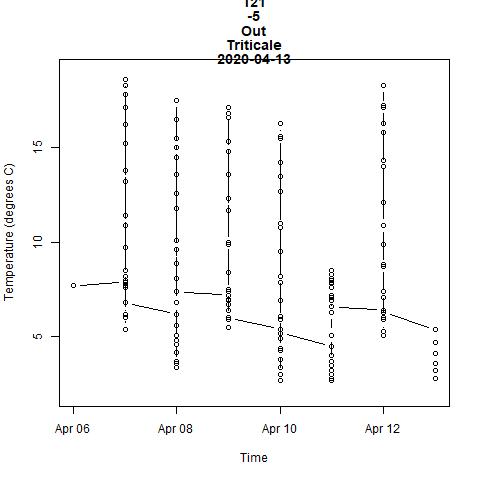 121
-5
Out
Triticale
2020-04-13
Temperature (degrees C)
15
10
5
Apr 06
Apr 08
Apr 10
Apr 12
Time